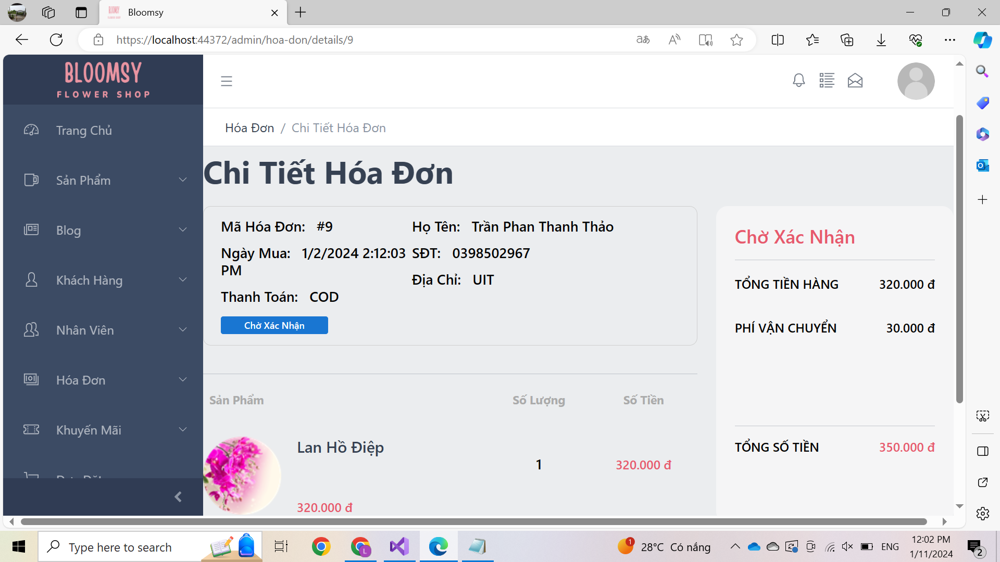 Bloomsy
https://localhost:44372/admin/hoa-don/details/9
BLOOMSY
FLOWER SHOP
Trang Chủ
Sản Phẩm
Blog
Khách Hàng
Nhân Viên
Hóa Đơn
Khuyến Mãi
Hóa Đơn / Chi Tiết Hóa Đơn
Chi Tiết Hóa Đơn
Mã Hóa Đơn: #9
Ngày Mua: 1/2/2024 2:12:03
PM
Thanh Toán: COD
Chờ Xác Nhận
Họ Tên: Trần Phan Thanh Thảo
SĐT: 0398502967
Địa Chỉ: UIT
Chờ Xác Nhận
TỔNG TIỀN HÀNG 320.000 đ
PHÍ VẬN CHUYỂN 30.000 đ
TỔNG SỐ TIỀN 350.000 đ
Sản Phẩm Số Lượng Số Tiền
Lan Hồ Điệp
1 320.000 đ
320.000 đ
Type here to search
L
1
28°C Có nắng
ENG
12:02 PM
1/11/2024
2